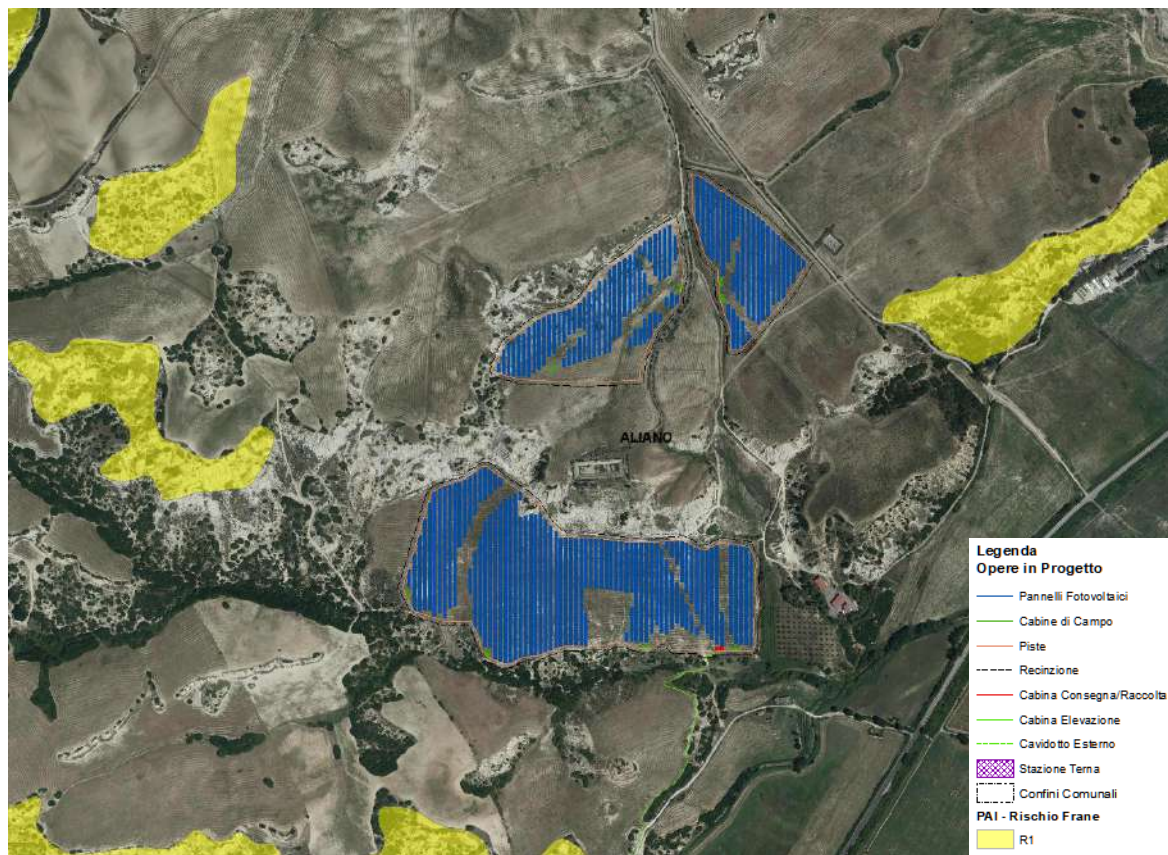 ALIANO
Legenda
Opere in Progetto
Pannelli Fotovoltaici
Cabine di Campo
Piste
Recinzione
Cabina Consegna/Raccolta
Cabina Elevazione
Cavidotto Esterno
Stazione Terna
Confini Comunali
PAI - Rischio Frane
R1